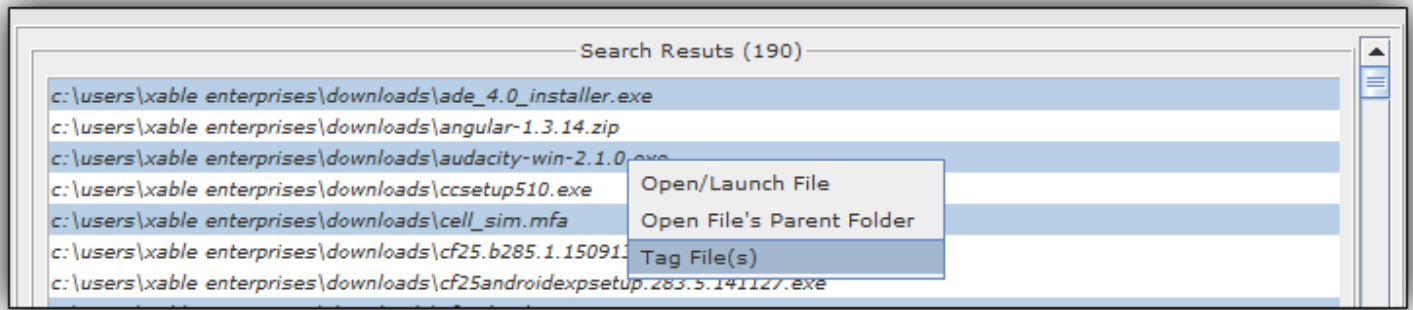 Search Resuts (190)
c:\users\xable enterprises\downloads\ade_4.0_installer.exe
c:\users\xable enterprises\downloads\angular-1.3.14.zip
c:\users\xable enterprises\downloads\audacity-win-2.1.0.exe
c:\users\xable enterprises\downloads\ccsetup510.exe
Open/Launch File
c:\users\xable enterprises\downloads\cell_sim.mfa
Open File's Parent Folder
c:\users\xable enterprises\downloads\cf25.b285.1.150913
Tag File(s)
c:\users\xable enterprises\downloads\cf25androidexpsetup.283.5.141127.exe